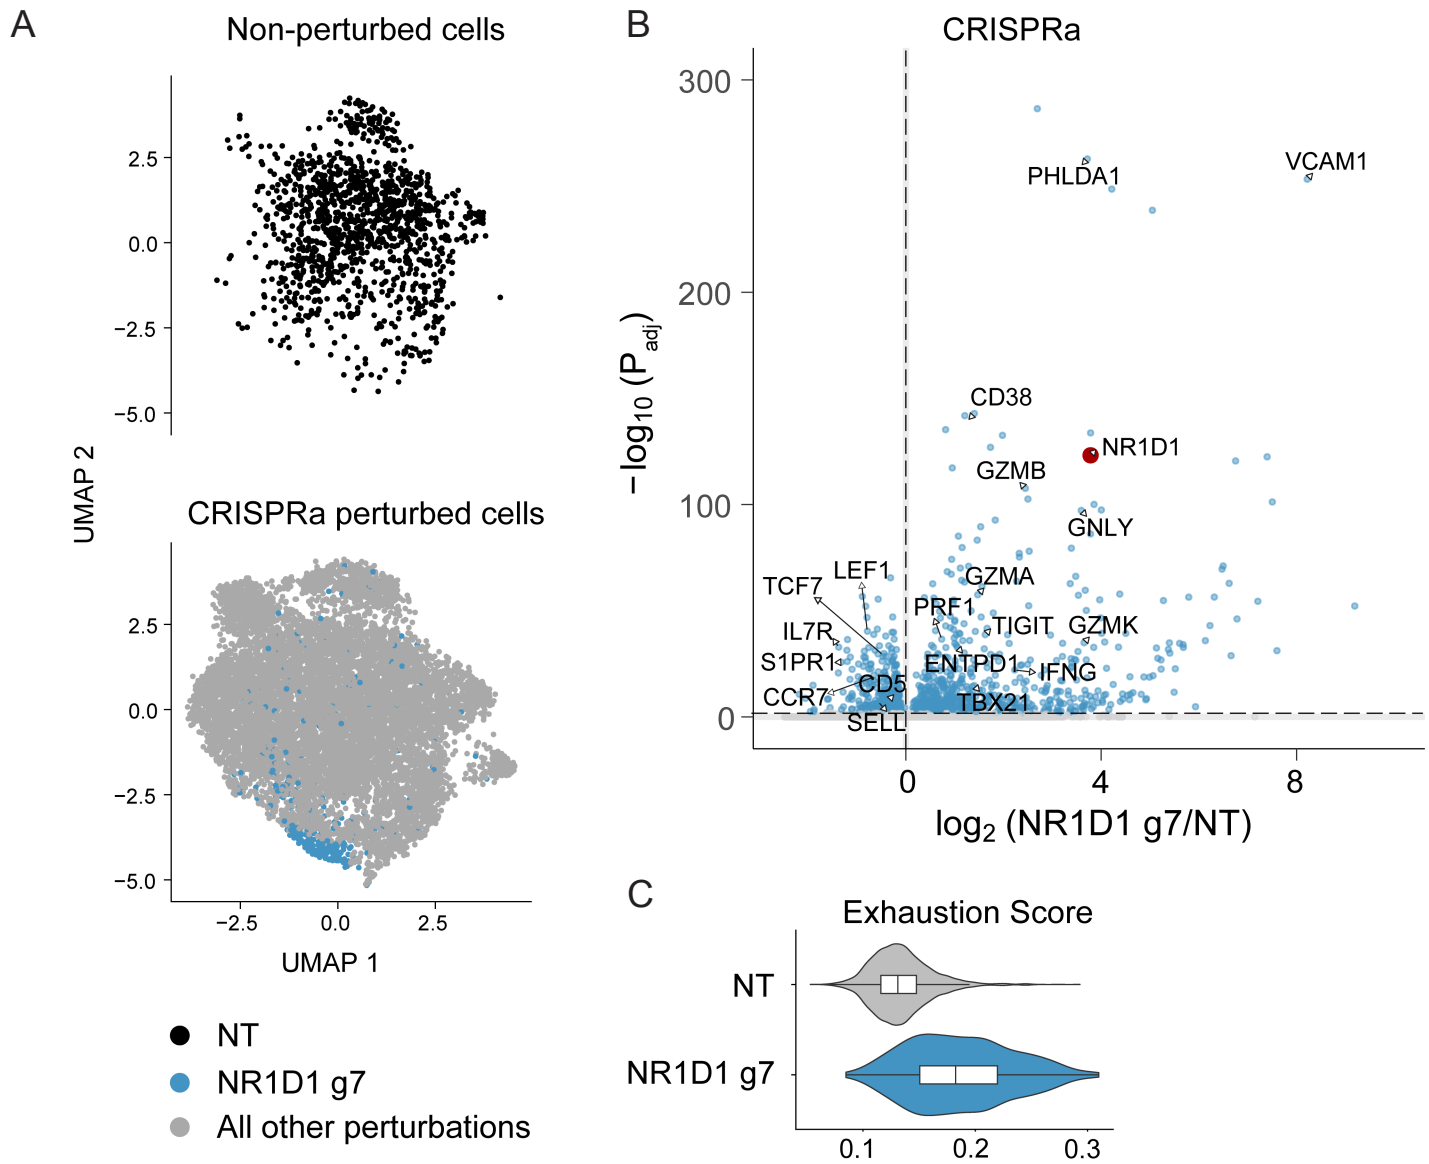 A
Non-perturbed cells
2.5
0.0
−2.5
−5.0
UMAP 2
CRISPRa perturbed cells
2.5
0.0
−2.5
−5.0
−2.5 0.0 2.5
UMAP 1
NT
NR1D1 g7
All other perturbations
B
CRISPRa
300
200
100
0
−log10 (Padj)
VCAM1
PHLDA1
CD38
NR1D1
GZMB
GNLY
LEF1
GZMA
TCF7
PRF1
TIGIT
GZMK
IL7R
S1PR1
ENTPD1
IFNG
CD5
CCR7
TBX21
SELL
0 4 8
log2 (NR1D1 g7/NT)
C
Exhaustion Score
NT
NR1D1 g7
0.1 0.2 0.3